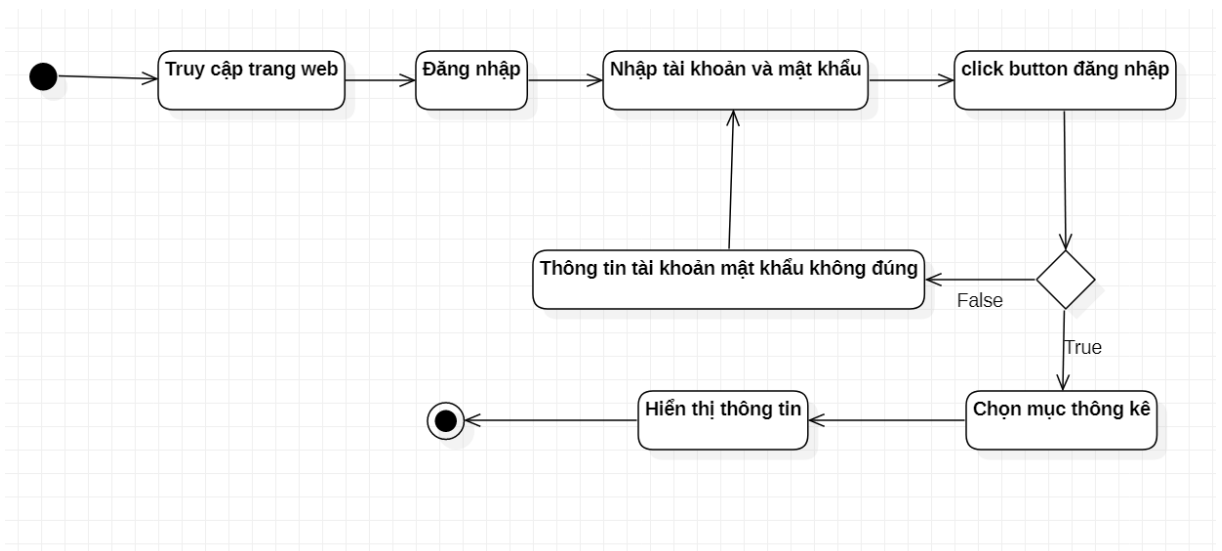 Truy cập trang web
Đăng nhập
Nhập tài khoản và mật khẩu
click button đăng nhập
Thông tin tài khoản mật khẩu không đúng
False
True
Hiển thị thông tin
Chọn mục thông kê